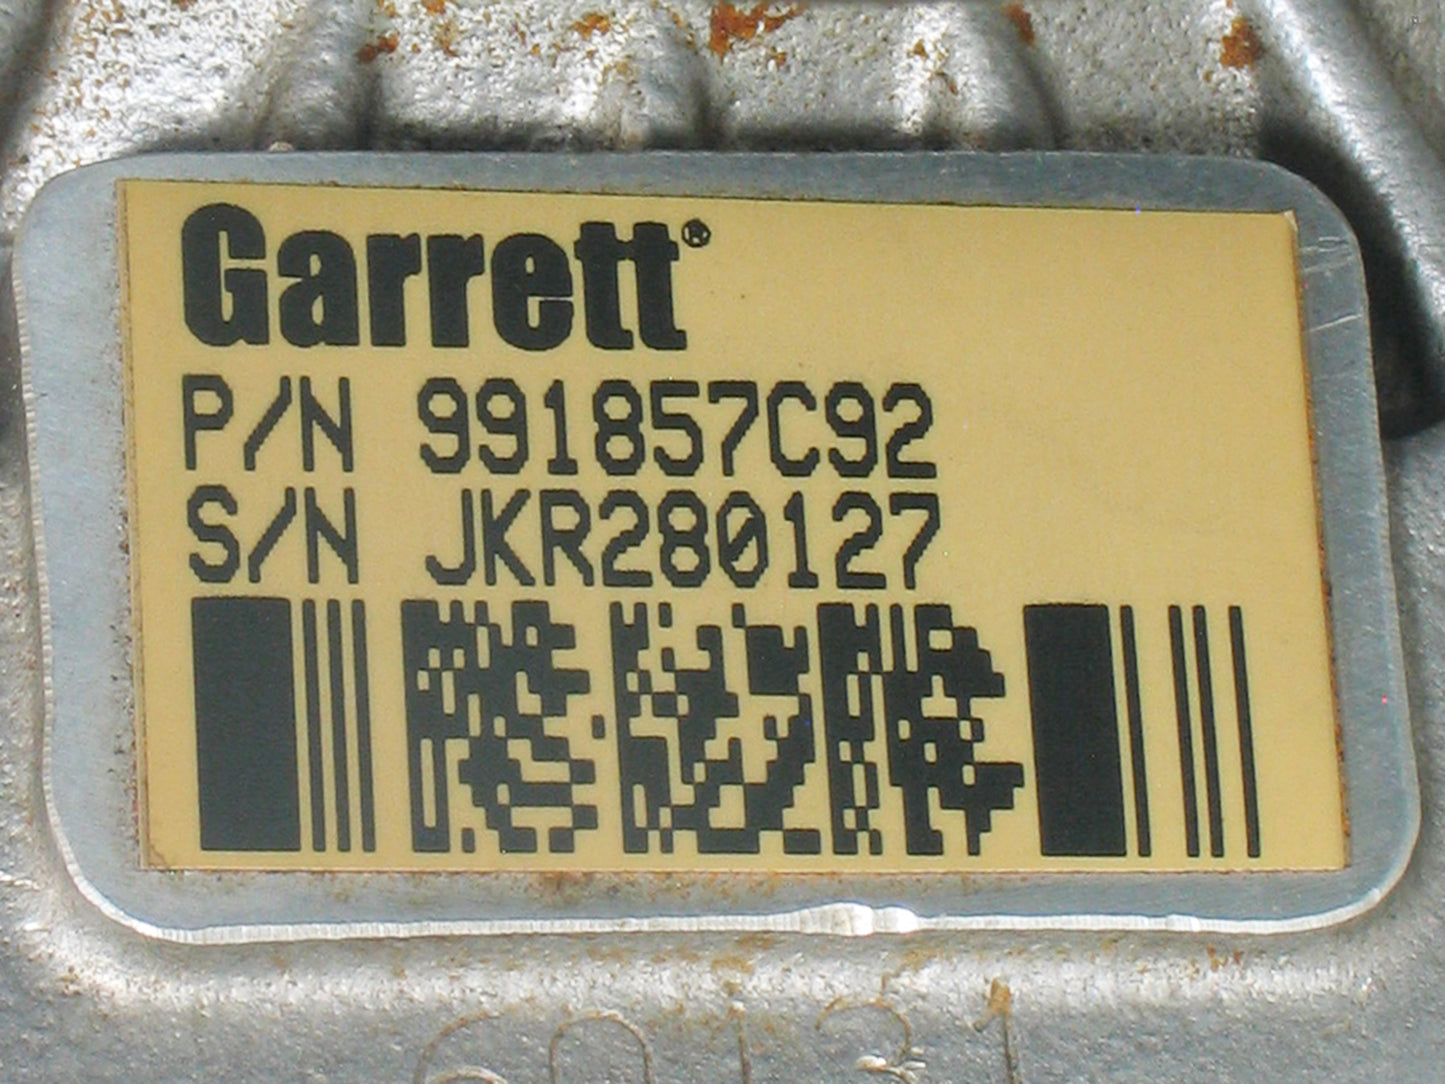 Garrett®
P/N 991857C92
S/N JKR280127